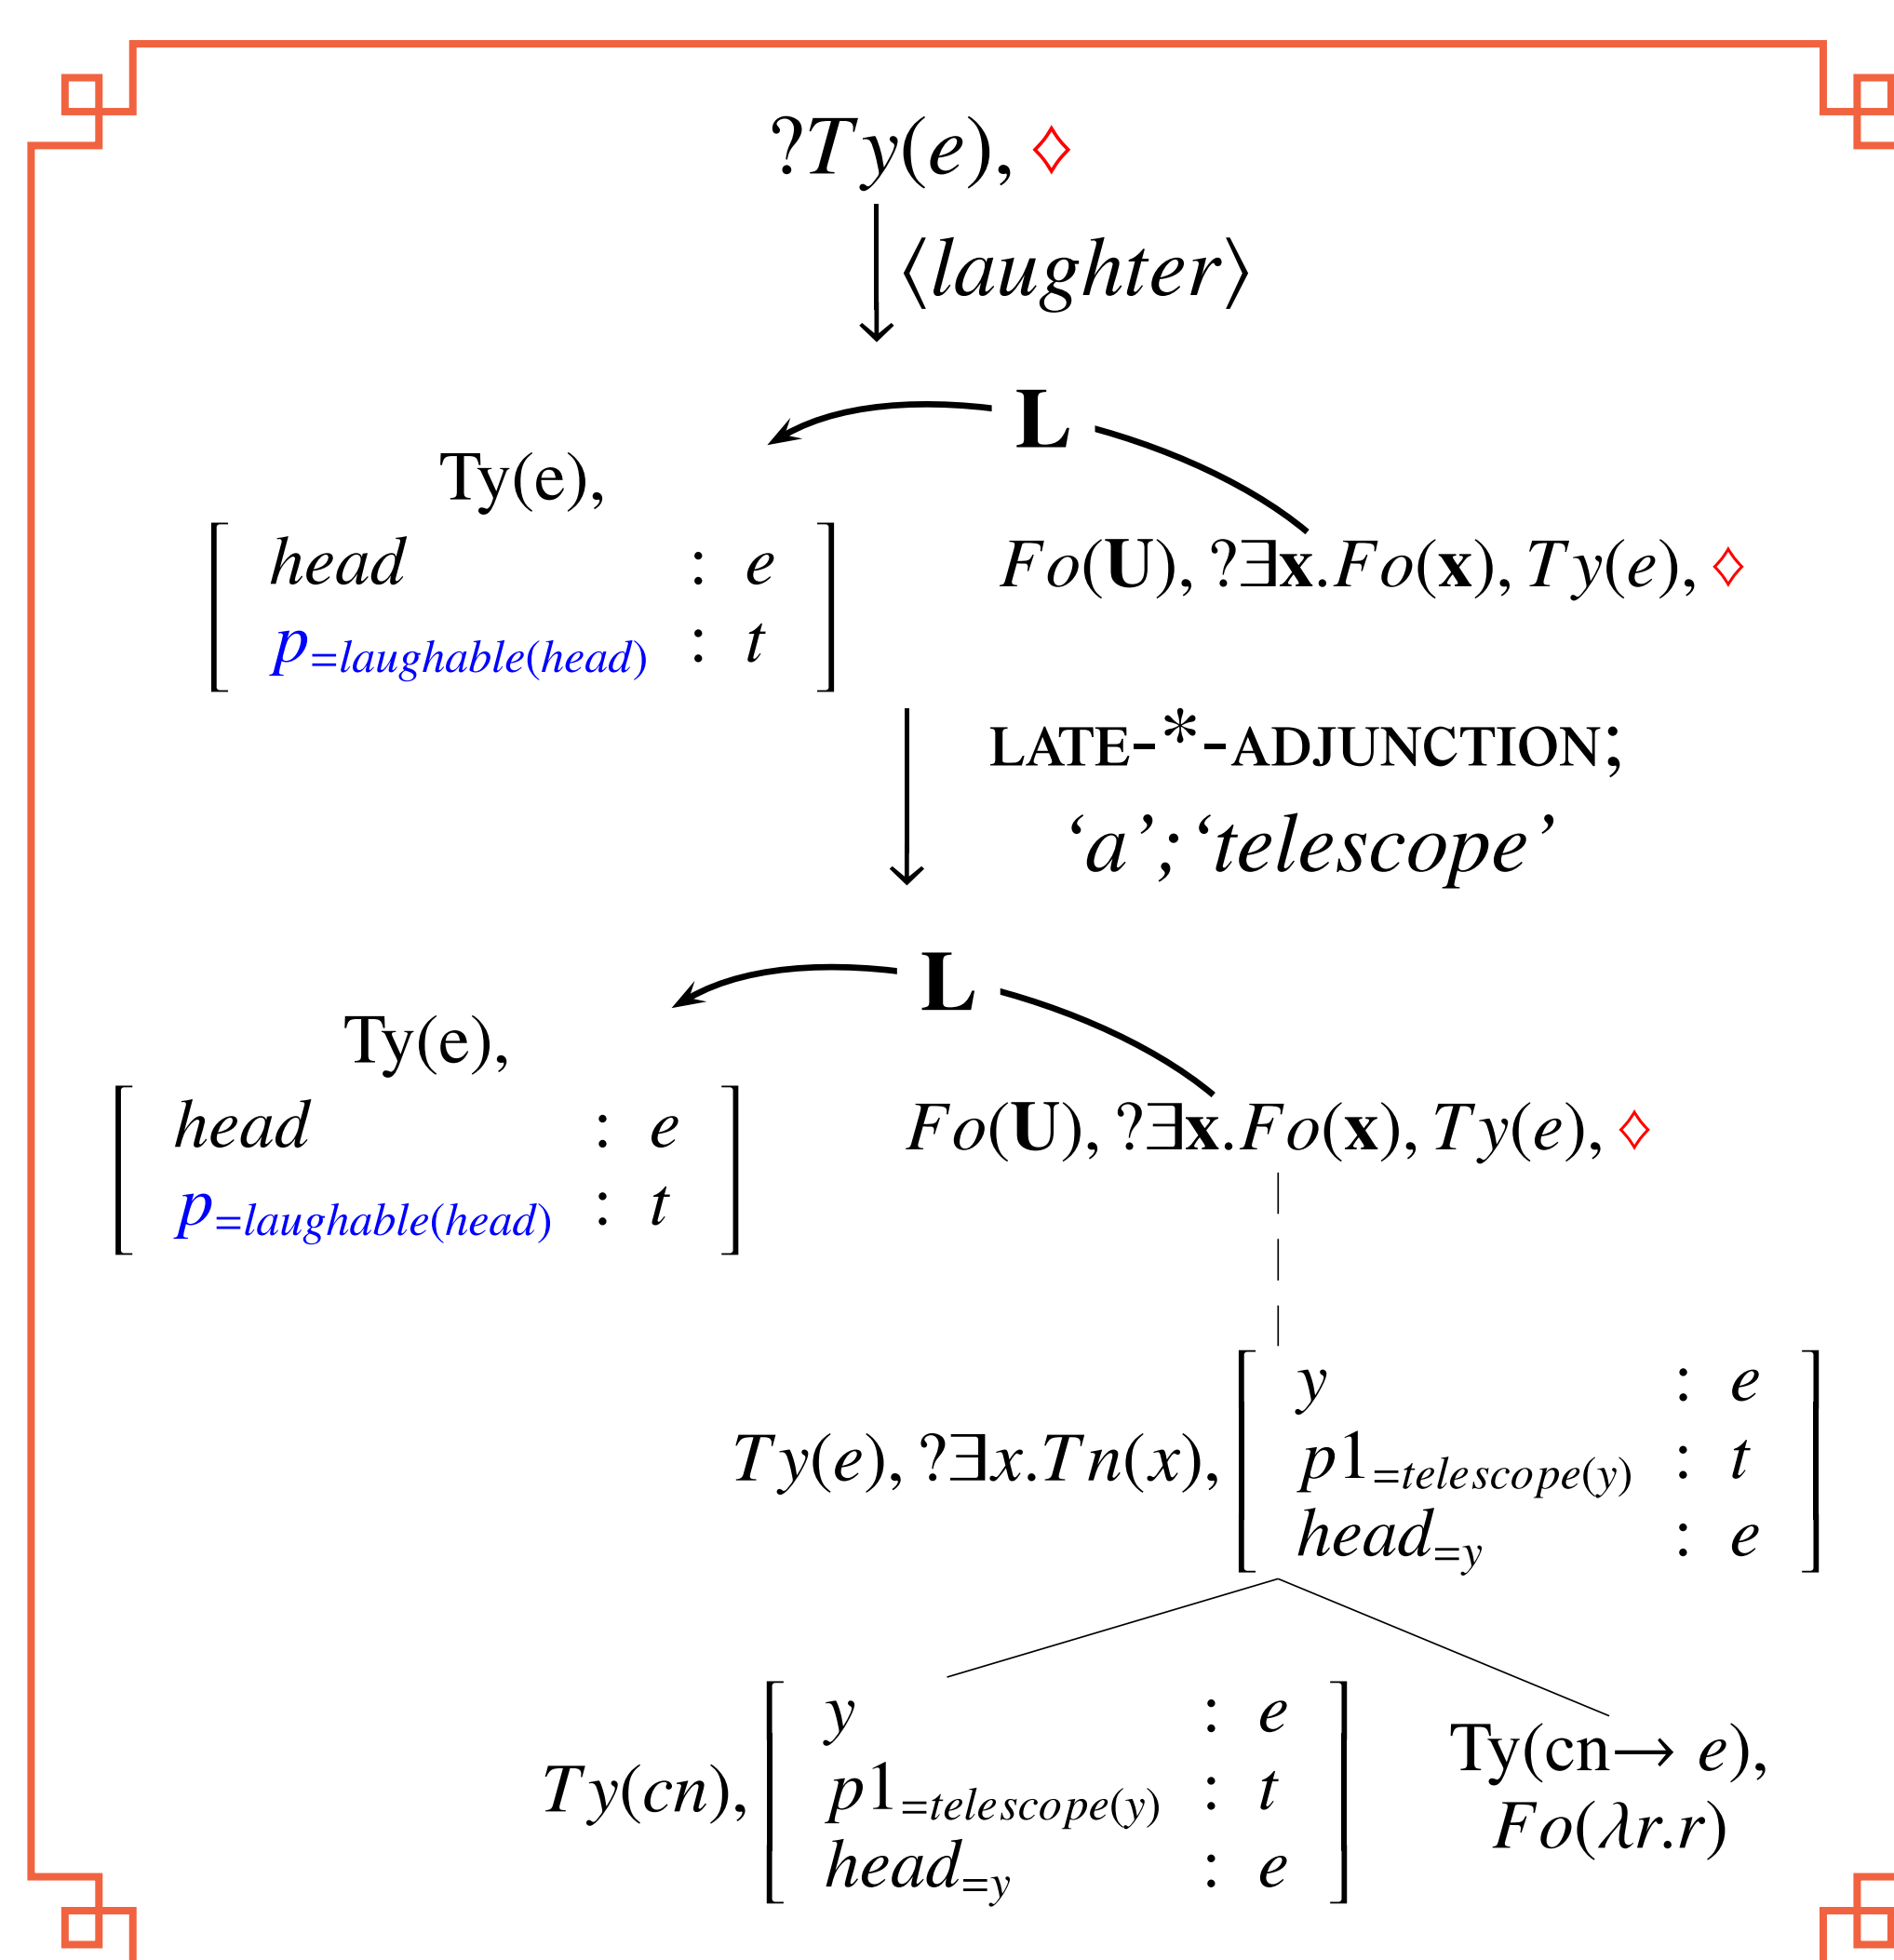 ?Ty(e), ♢
⟨laughter⟩
L
Ty(e),
head : e
p=laughable(head) : t
Fo(U), ?∃x.Fo(x), Ty(e), ♢
LATE-*-ADJUNCTION;
‘a’;‘telescope’
L
Ty(e),
head : e
p=laughable(head) : t
Fo(U), ?∃x.Fo(x), Ty(e), ♢
y : e
Ty(e), ?∃x.Tn(x), p1=telescope(y) : t
head=y : e
y : e
Ty(cn), p1=telescope(y) : t
head=y : e
Ty(cn→ e),
Fo(λr.r)